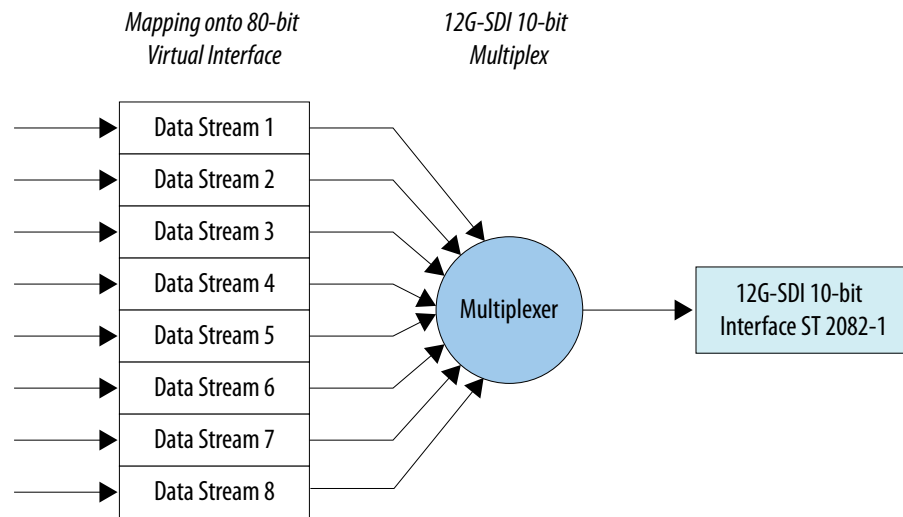 Mapping onto 80-bit
Virtual Interface
12G-SDI 10-bit
Multiplex
Data Stream 1
Data Stream 2
Data Stream 3
Data Stream 4
Data Stream 5
Data Stream 6
Data Stream 7
Data Stream 8
Multiplexer
12G-SDI 10-bit
Interface ST 2082-1